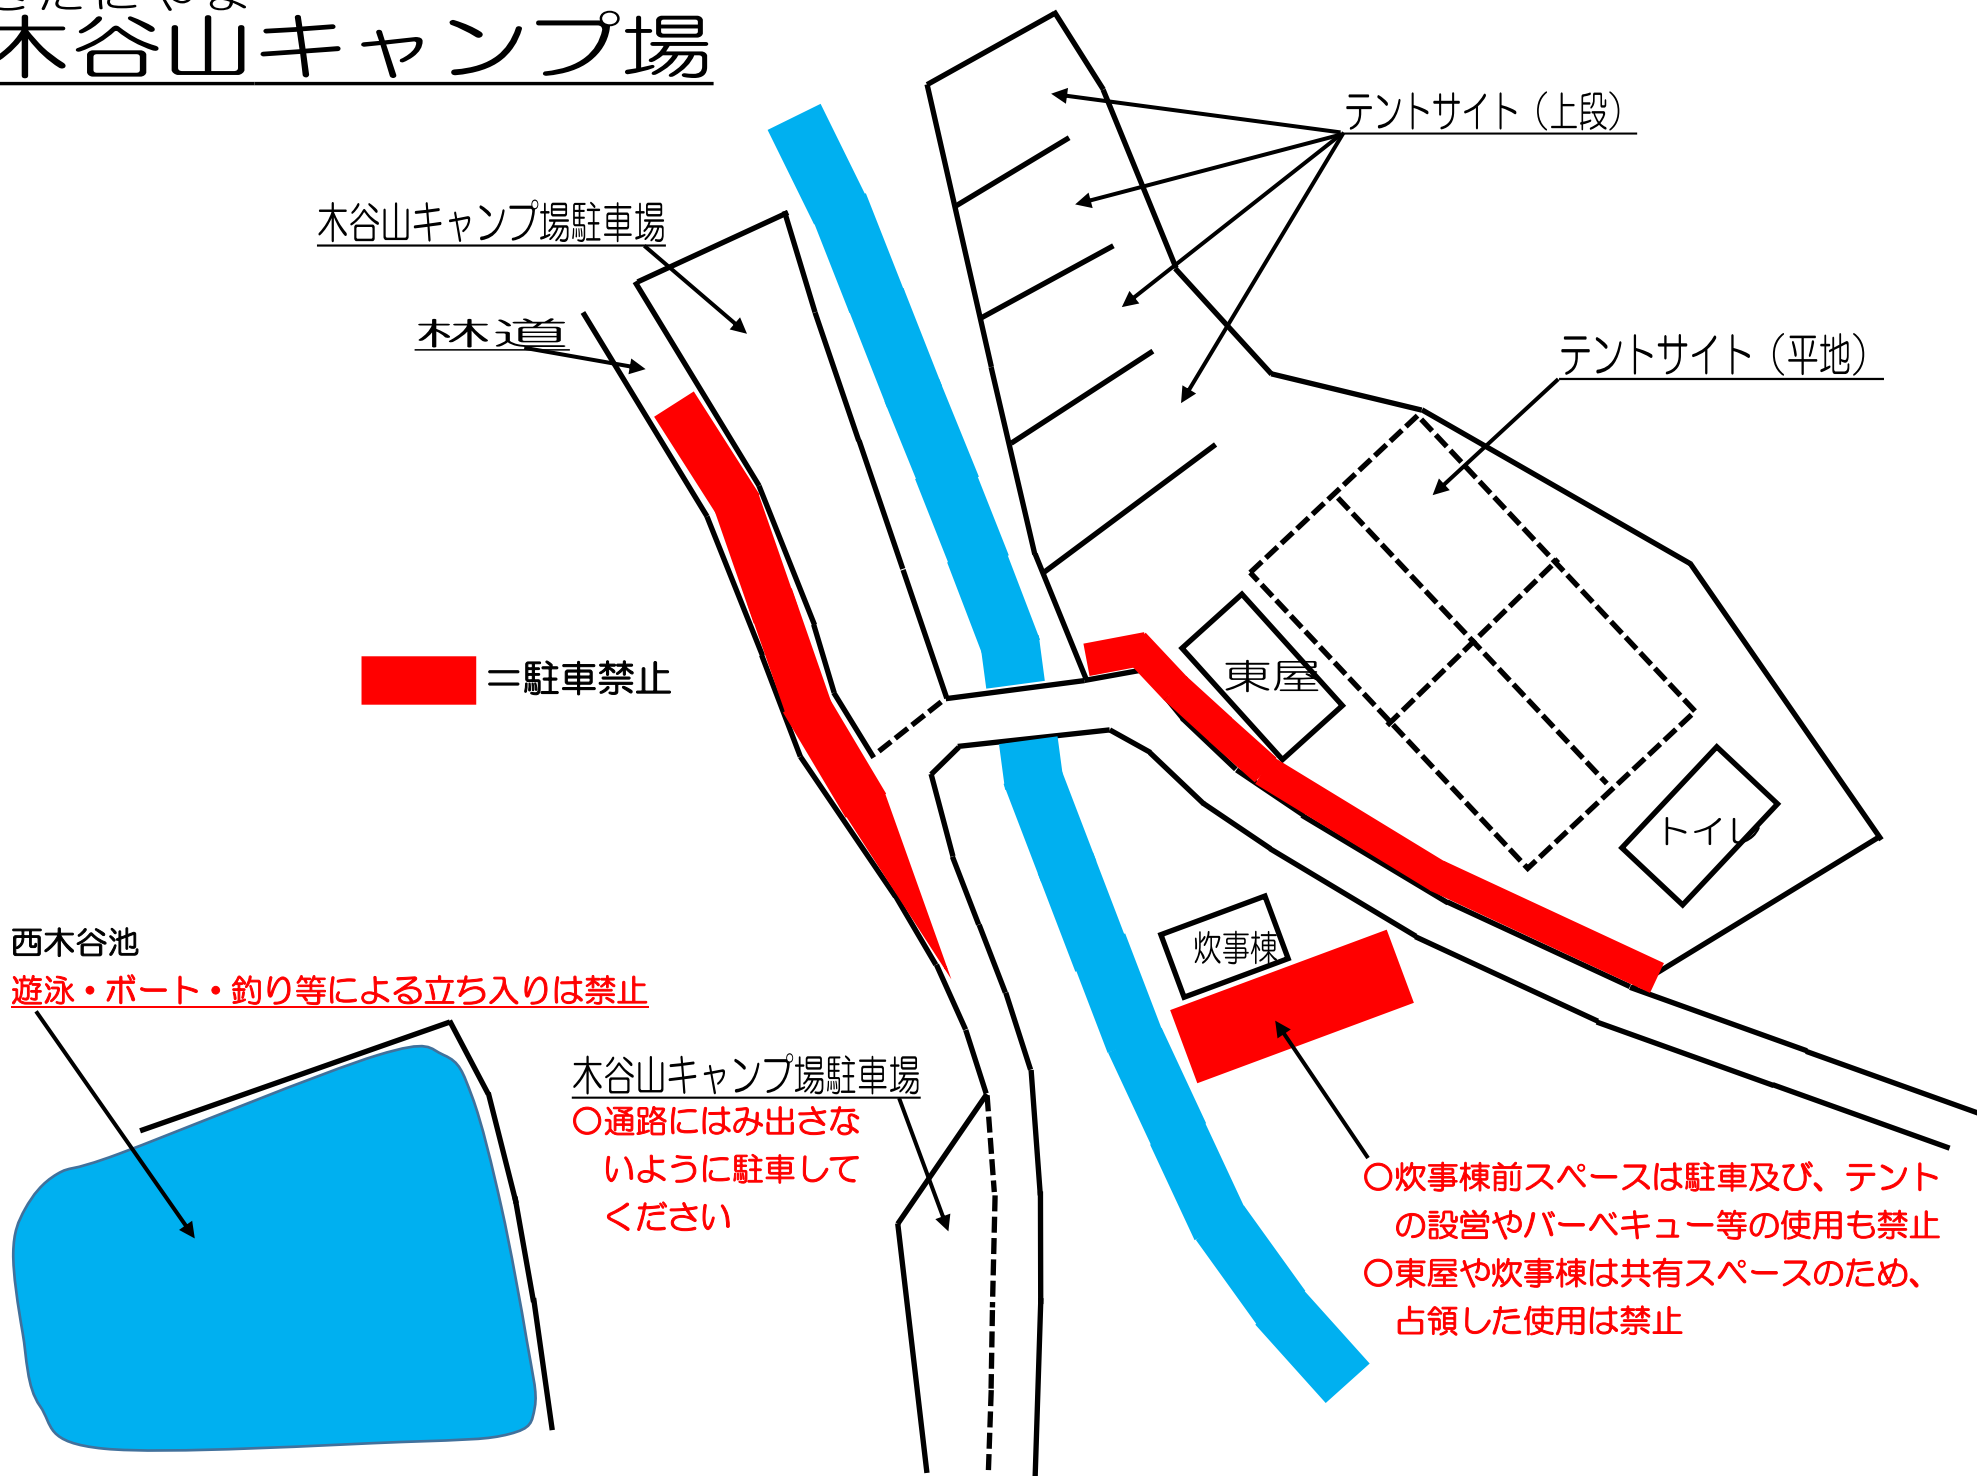 木谷山キャンプ場
テントサイト（上段）
木谷山キャンプ場駐車場
林道
テントサイト（平地）
東屋
＝駐車禁止
トイレ
炊事棟
西木谷池
遊泳・ボート・釣り等による立ち入りは禁止
木谷山キャンプ場駐車場
〇通路にはみ出さな
いように駐車して
ください
〇炊事棟前スペースは駐車及び、テント
の設営やバーベキュー等の使用も禁止
〇東屋や炊事棟は共有スペースのため、
占領した使用は禁止